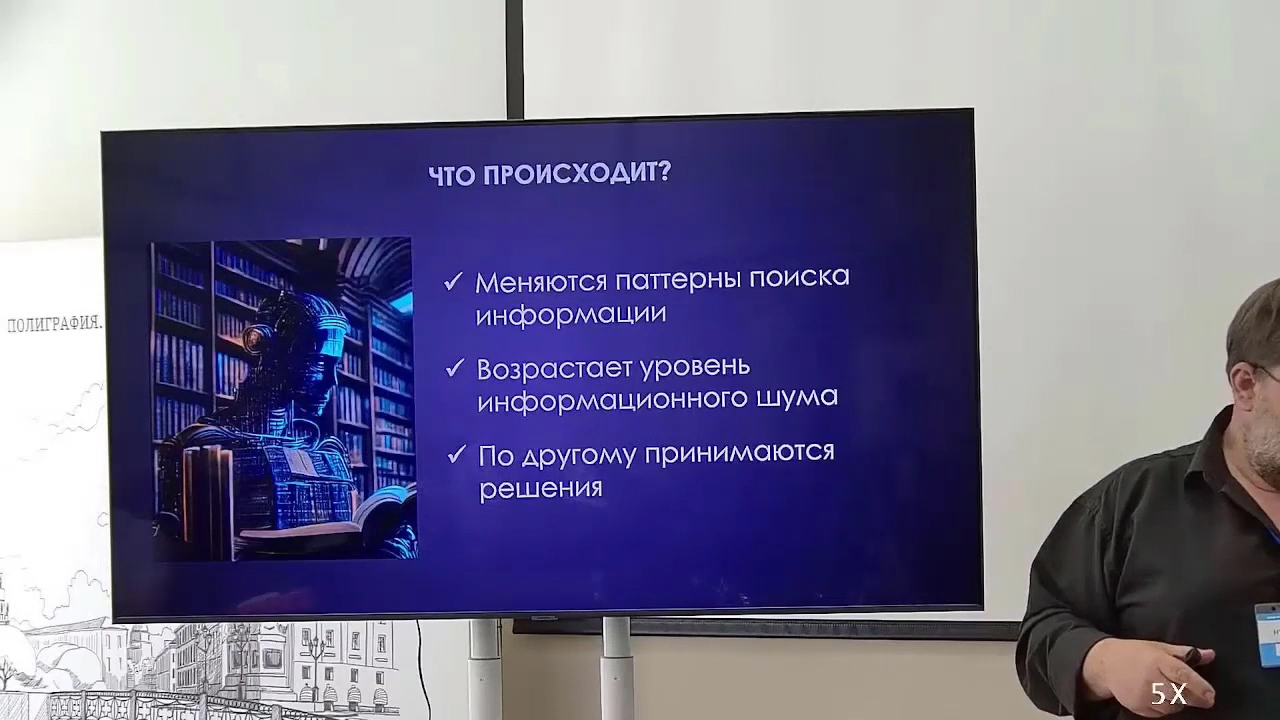 ЧТО ПРОИСХОДИТ?
✓ Меняются паттерны поиска
информации
✓ Возрастает уровень
информационного шума
✓ По другому принимаются
решения
ПОЛИГРАФИЯ.
5X